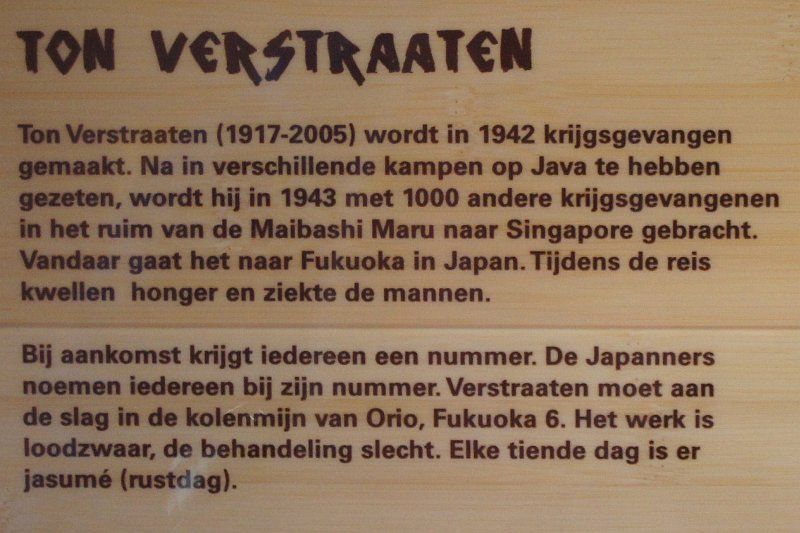 TON VERSTRAATEN
Ton Verstraaten (1917-2005) wordt in 1942 krijgsgevangen
gemaakt. Na in verschillende kampen op Java te hebben
gezeten, wordt hij in 1943 met 1000 andere krijgsgevangenen
in het ruim van de Maibashi Maru naar Singapore gebracht.
Vandaar gaat het naar Fukuoka in Japan. Tijdens de reis
kwellen honger en ziekte de mannen.
Bij aankomst krijgt iedereen een nummer. De Japanners
noemen iedereen bij zijn nummer. Verstraaten moet aan
de slag in de kolenmijn van Orio, Fukuoka 6. Het werk is
loodzwaar, de behandeling slecht. Elke tiende dag is er
jasumé (rustdag).